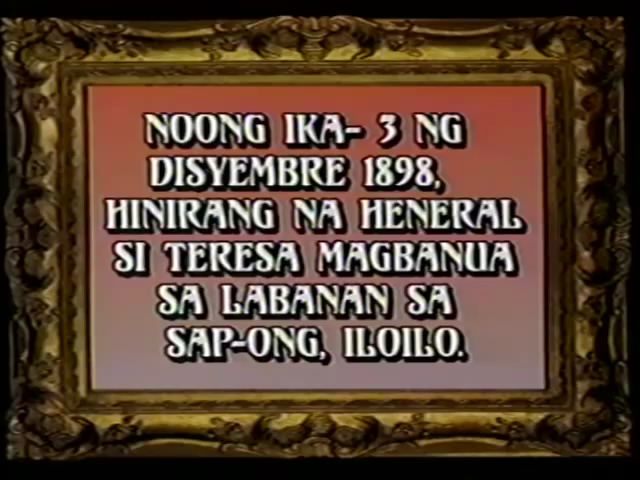 NOONG IKA- 3 NG
DISYEMBRE 1898,
HINIRANG NA HENERAL
SI TERESA MAGBANUA
SA LABANAN SA
SAP-ONG, ILOILO.